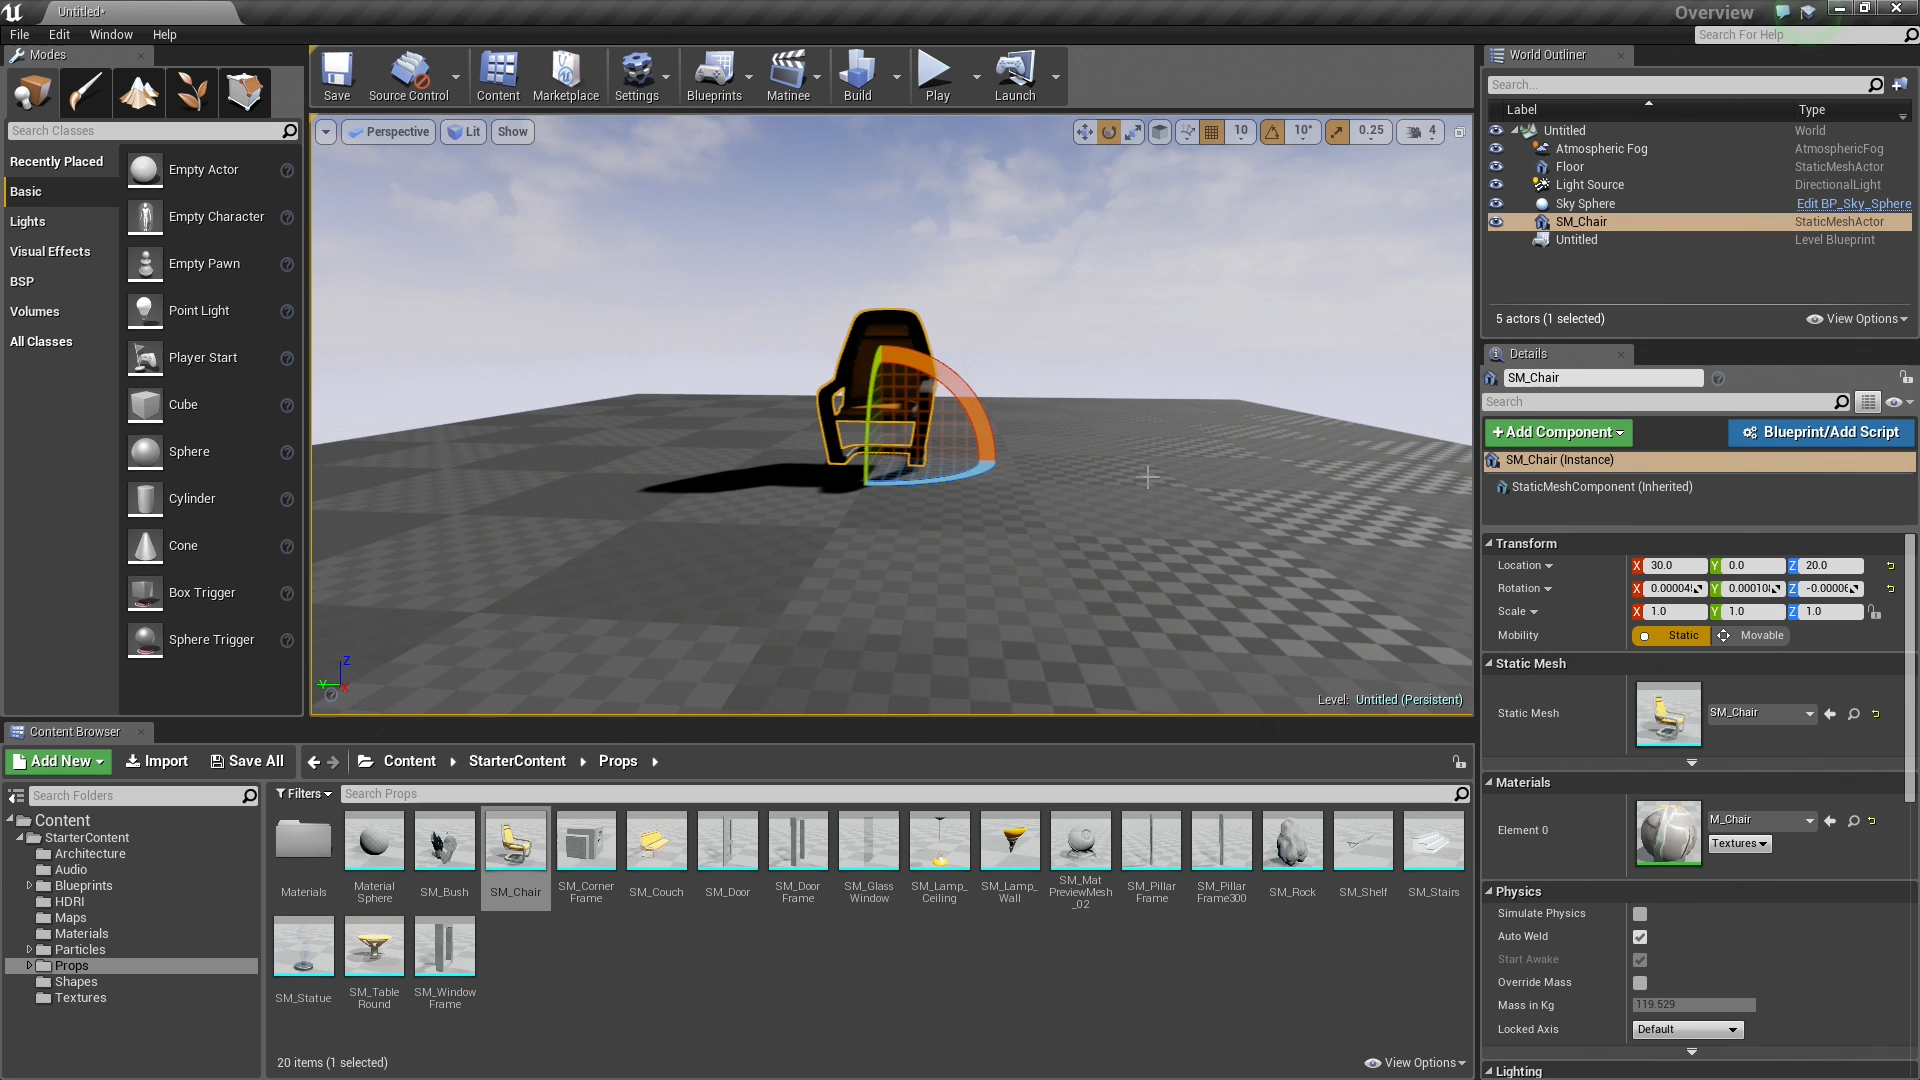 Untitled*
Overview
File Edit Window Help
Search For Help
Modes
Search Classes
Recently Placed
Basic
Lights
Visual Effects
BSP
Volumes
All Classes
Empty Actor
Empty Character
Empty Pawn
Point Light
Player Start
Cube
Sphere
Cylinder
Cone
Box Trigger
Sphere Trigger
Save Source Control Content Marketplace Settings Blueprints Matinee Build Play Launch
Perspective Lit Show
10 10° 0.25 4
Z
Y X
Level: Untitled (Persistent)
World Outliner
Search...
Label Type
Untitled World
Atmospheric Fog AtmosphericFog
Floor StaticMeshActor
Light Source DirectionalLight
Sky Sphere Edit BP_Sky_Sphere
SM_Chair StaticMeshActor
Untitled Level Blueprint
5 actors (1 selected) View Options
Details
SM_Chair
Search
+Add Component Blueprint/Add Script
SM_Chair (Instance)
StaticMeshComponent (Inherited)
Transform
Location X 30.0 Y 0.0 Z 20.0
Rotation X Y Z
Scale X 1.0 Y 1.0 Z 1.0
Mobility Static Movable
Static Mesh
Static Mesh SM_Chair
Materials
Element 0 M_Chair
Textures
Physics
Simulate Physics
Auto Weld
Start Awake
Override Mass
Mass in Kg 119.529
Locked Axis Default
Lighting
Content Browser
Add New Import Save All Content StarterContent Props
Search Folders
Content
StarterContent
Architecture
Audio
Blueprints
HDRI
Maps
Materials
Particles
Props
Shapes
Textures
Filters Search Props
Materials
Material Sphere
SM_Bush
SM_Chair
SM_Corner Frame
SM_Couch
SM_Door
SM_Door Frame
SM_Glass Window
SM_Lamp_ Ceiling
SM_Lamp_ Wall
SM_Mat PreviewMesh _02
SM_Pillar Frame
SM_Pillar Frame300
SM_Rock
SM_Shelf
SM_Stairs
SM_Statue
SM_Table Round
SM_Window Frame
20 items (1 selected) View Options